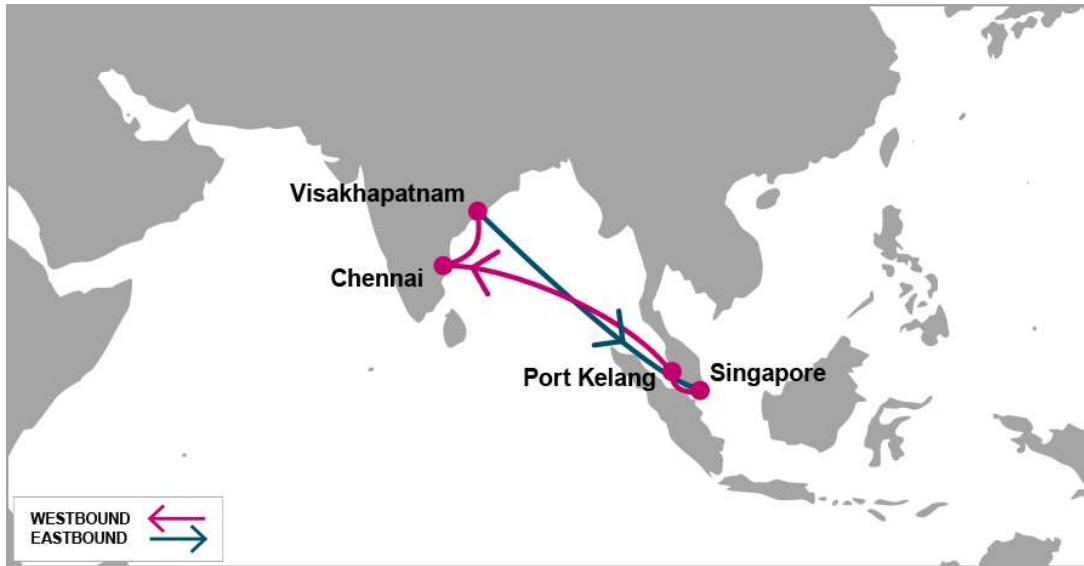 Visakhapatnam
Chennai
Port Kelang
Singapore
WESTBOUND
EASTBOUND